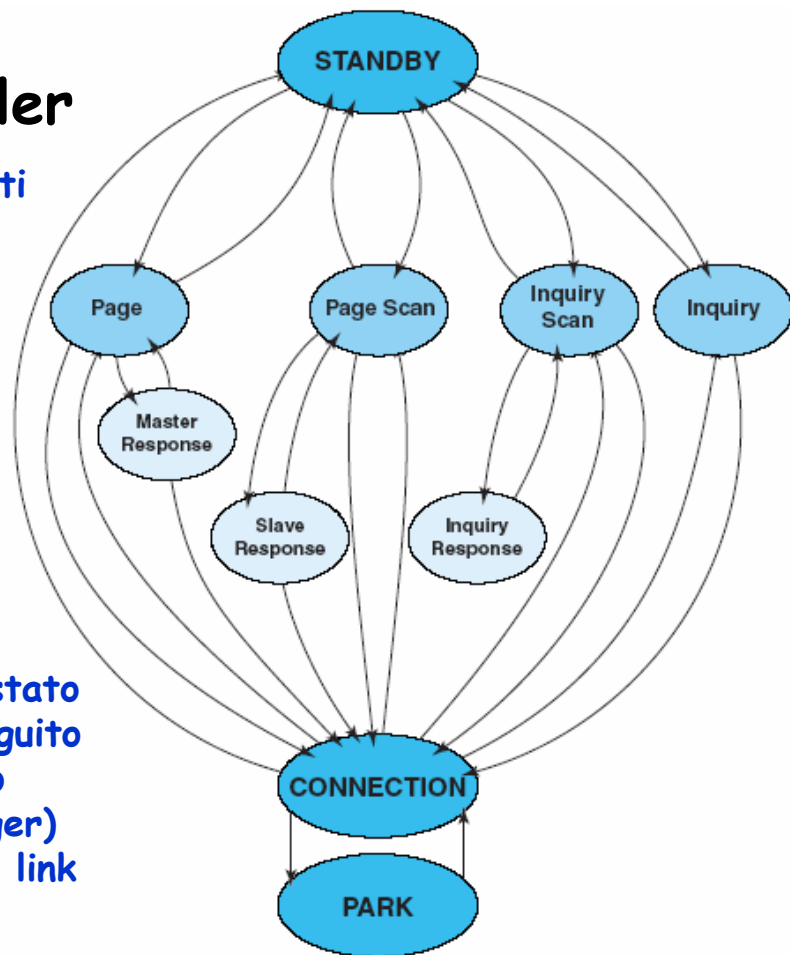 STANDBY
ler
ti
Page
Page Scan
Inquiry
Scan
Inquiry
Master
Response
Slave
Response
Inquiry
Response
stato
guito
o
ger)
link
CONNECTION
PARK